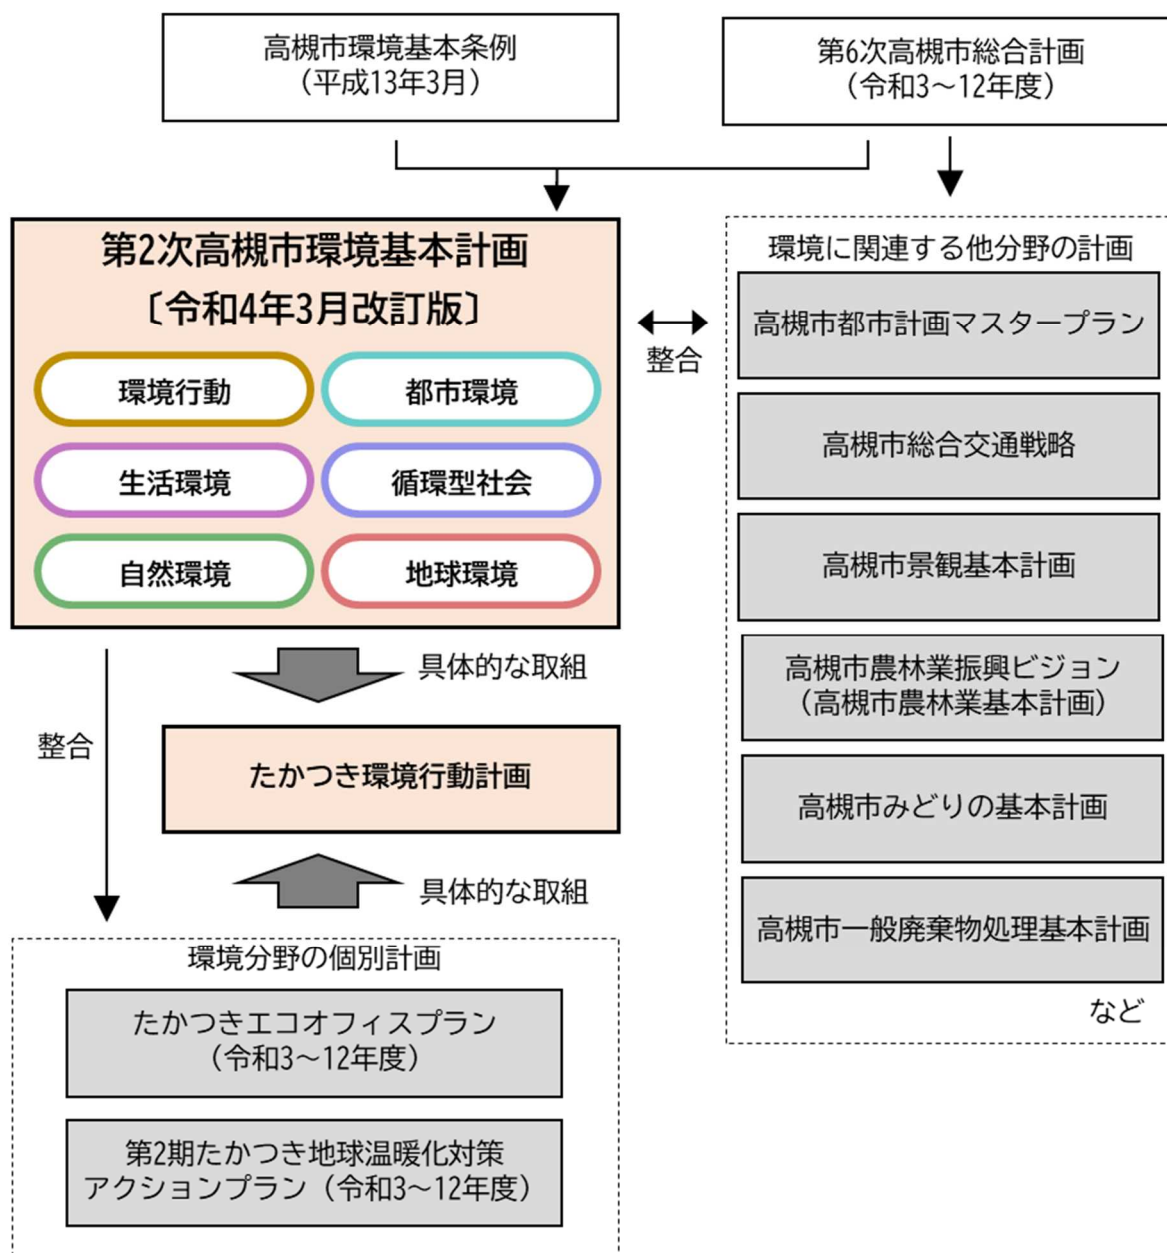 高槻市環境基本条例
（平成13年3月）
第6次高槻市総合計画
（令和3～12年度）
第2次高槻市環境基本計画
〔令和4年3月改訂版〕
環境行動
都市環境
生活環境
循環型社会
自然環境
地球環境
整合
環境に関連する他分野の計画
高槻市都市計画マスタープラン
高槻市総合交通戦略
高槻市景観基本計画
高槻市農林業振興ビジョン
（高槻市農林業基本計画）
高槻市みどりの基本計画
高槻市一般廃棄物処理基本計画
など
具体的な取組
整合
たかつき環境行動計画
具体的な取組
環境分野の個別計画
たかつきエコオフィスプラン
（令和3～12年度）
第2期たかつき地球温暖化対策
アクションプラン（令和3～12年度）